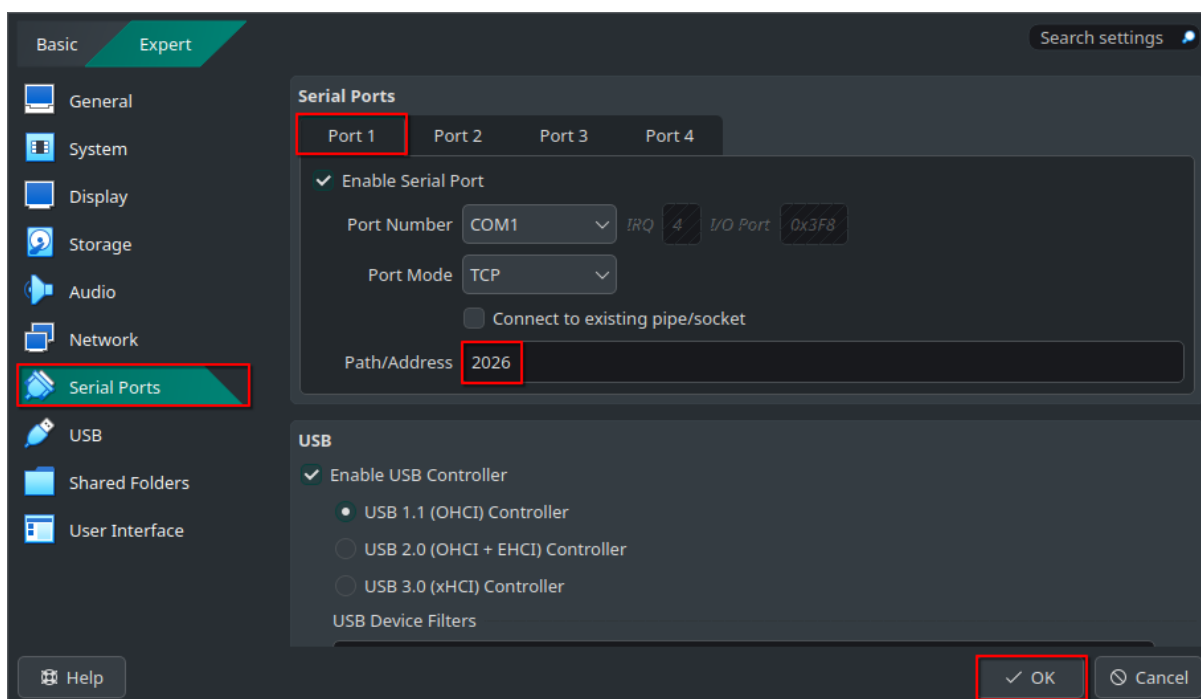 Basic Expert Search settings
General
System
Display
Storage
Audio
Network
Serial Ports
USB
Shared Folders
User Interface
Serial Ports
Port 1 Port 2 Port 3 Port 4
Enable Serial Port
Port Number COM1 IRQ 4 I/O Port 0x3F8
Port Mode TCP
Connect to existing pipe/socket
Path/Address 2026
USB
Enable USB Controller
USB 1.1 (OHCI) Controller
USB 2.0 (OHCI + EHCI) Controller
USB 3.0 (xHCI) Controller
USB Device Filters
Help OK Cancel